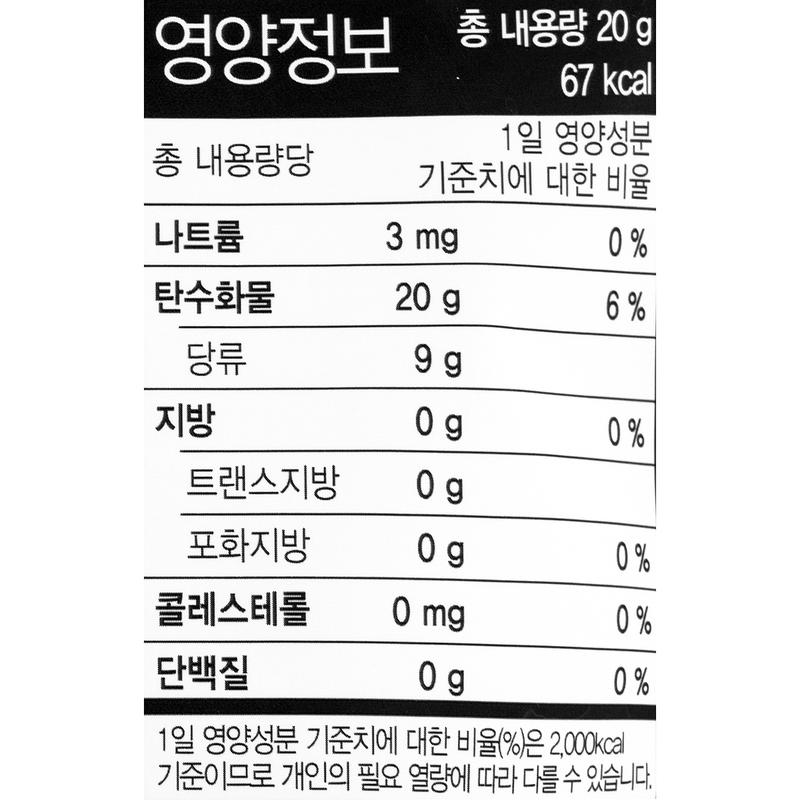 영양정보 총 내용량 20 g
67 kcal
총 내용량당 1일 영양성분
기준치에 대한 비율
나트륨 3 mg 0 %
탄수화물 20 g 6 %
당류 9 g
지방 0 g 0 %
트랜스지방 0 g
포화지방 0 g 0 %
콜레스테롤 0 mg 0 %
단백질 0 g 0 %
1일 영양성분 기준치에 대한 비율(%)은 2,000kcal
기준이므로 개인의 필요 열량에 따라 다를 수 있습니다.